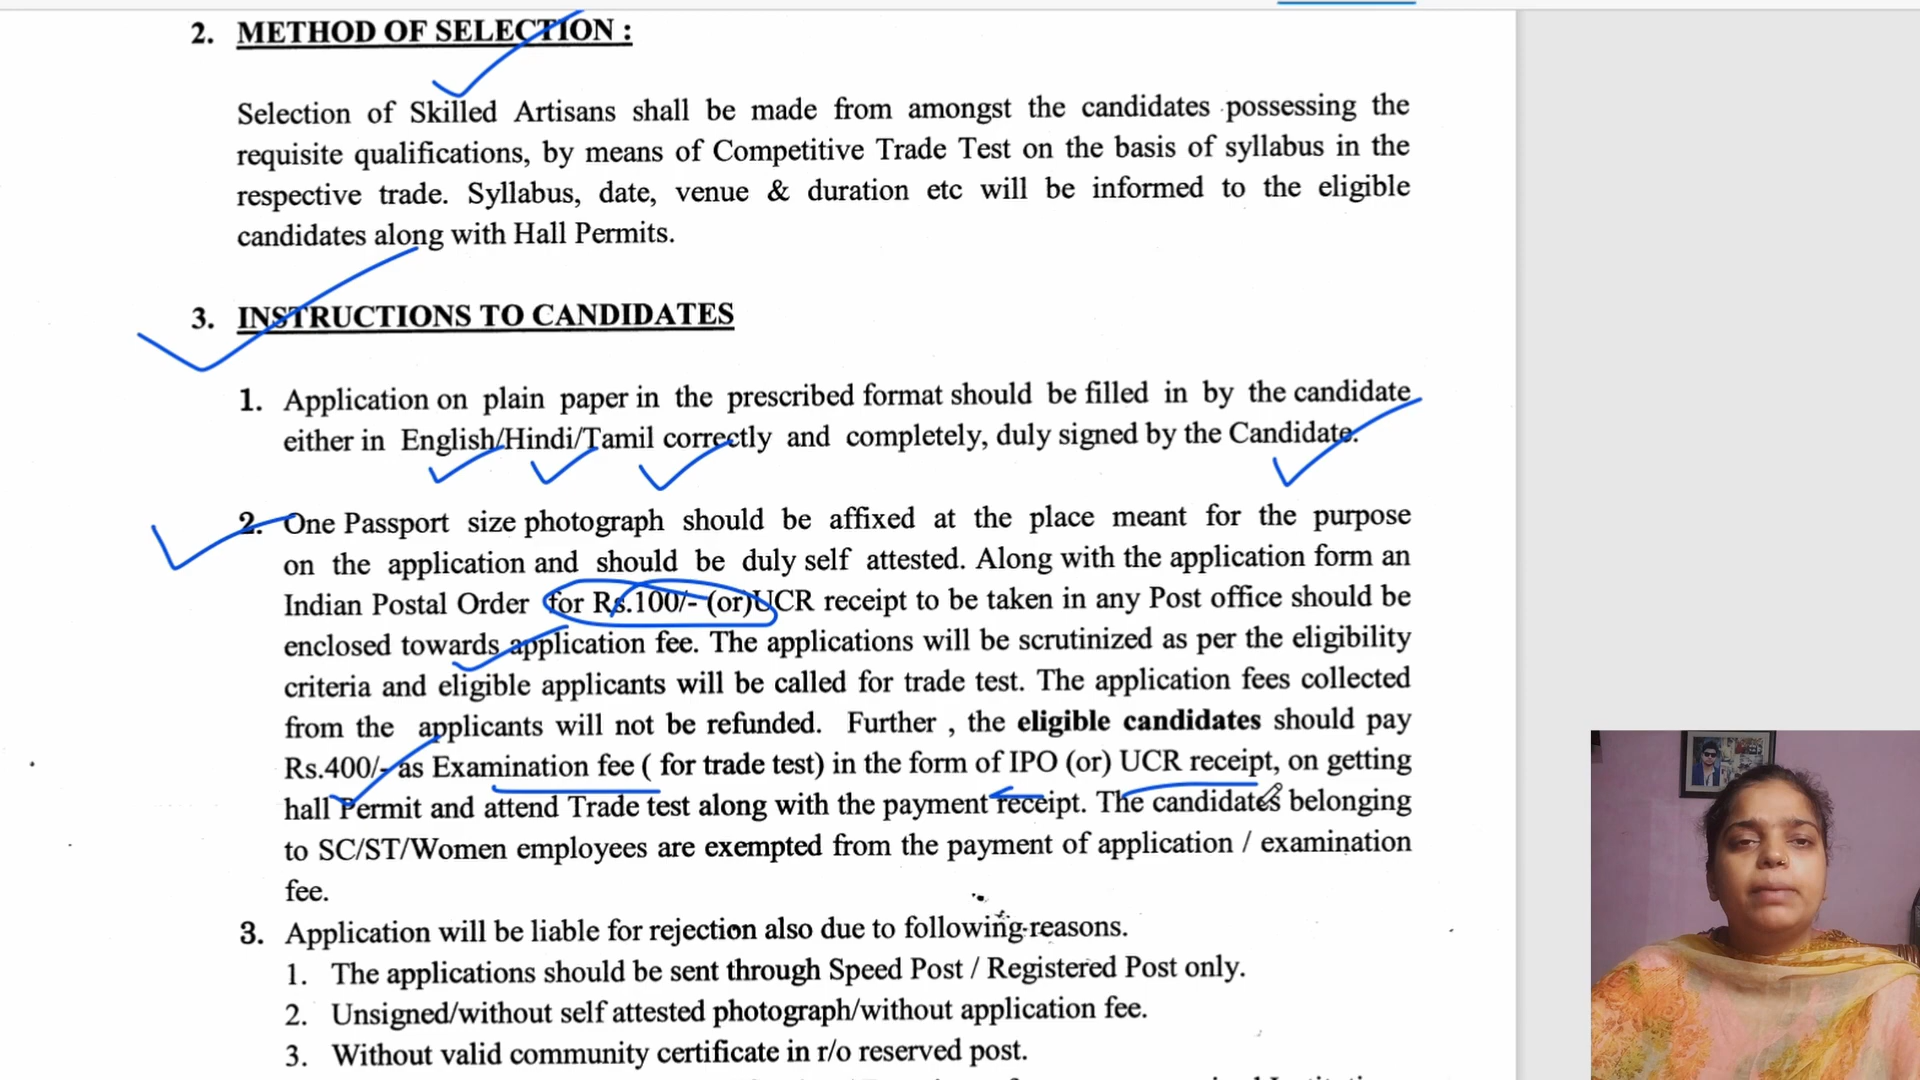 2. METHOD OF SELECTION :
Selection of Skilled Artisans shall be made from amongst the candidates possessing the
requisite qualifications, by means of Competitive Trade Test on the basis of syllabus in the
respective trade. Syllabus, date, venue & duration etc will be informed to the eligible
candidates along with Hall Permits.
3. INSTRUCTIONS TO CANDIDATES
1. Application on plain paper in the prescribed format should be filled in by the candidate
either in English/Hindi/Tamil correctly and completely, duly signed by the Candidate.
2. One Passport size photograph should be affixed at the place meant for the purpose
on the application and should be duly self attested. Along with the application form an
Indian Postal Order for Rs.100/- (or)UCR receipt to be taken in any Post office should be
enclosed towards application fee. The applications will be scrutinized as per the eligibility
criteria and eligible applicants will be called for trade test. The application fees collected
from the applicants will not be refunded. Further , the eligible candidates should pay
Rs.400/- as Examination fee ( for trade test) in the form of IPO (or) UCR receipt, on getting
hall Permit and attend Trade test along with the payment receipt. The candidates belonging
to SC/ST/Women employees are exempted from the payment of application / examination
fee.
3. Application will be liable for rejection also due to following reasons.
1. The applications should be sent through Speed Post / Registered Post only.
2. Unsigned/without self attested photograph/without application fee.
3. Without valid community certificate in r/o reserved post.